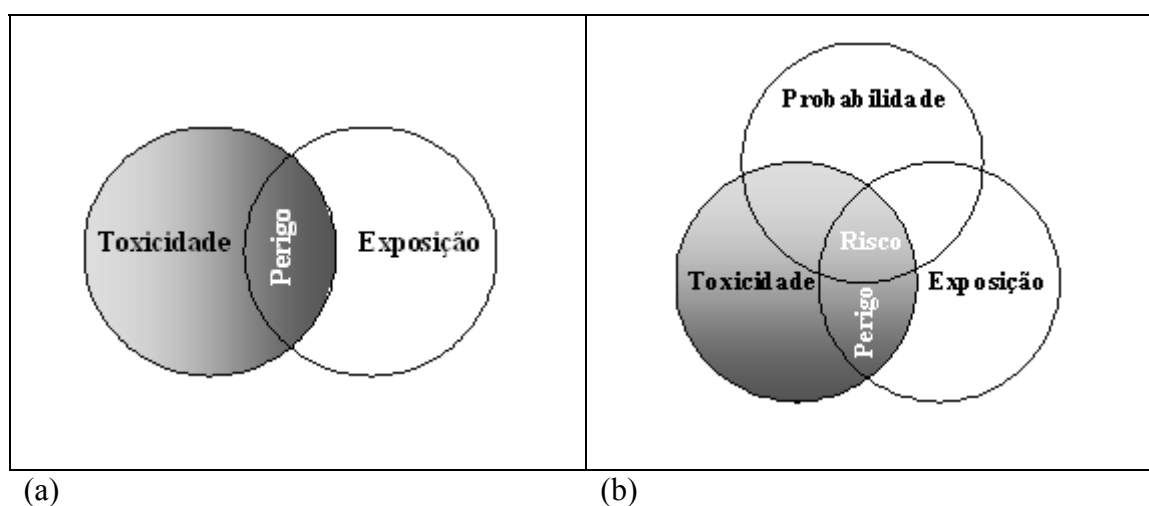 Toxicidade
Perigo
Exposição
Probabilidade
Risco
Toxicidade
Exposição
Perigo
(a)
(b)